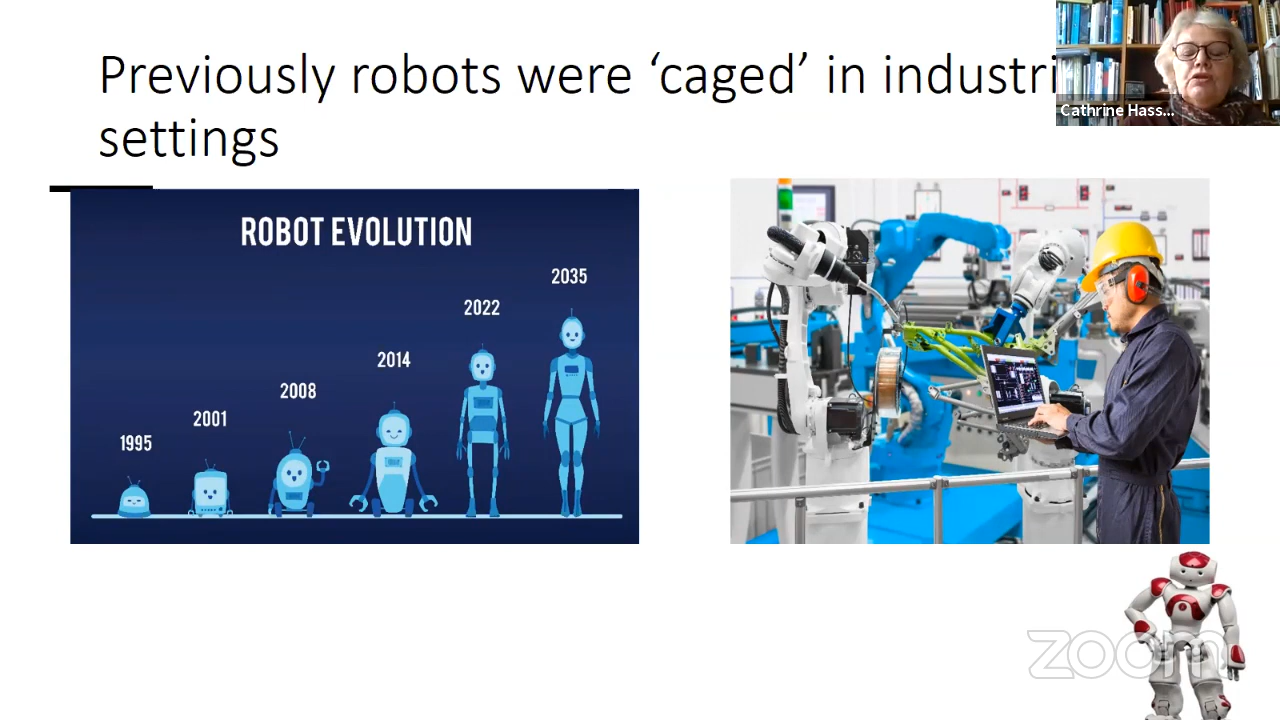 Previously robots were ‘caged’ in industri
settings
Cathrine Hass...
ROBOT EVOLUTION
2035
2022
2014
2008
2001
1995
zoom